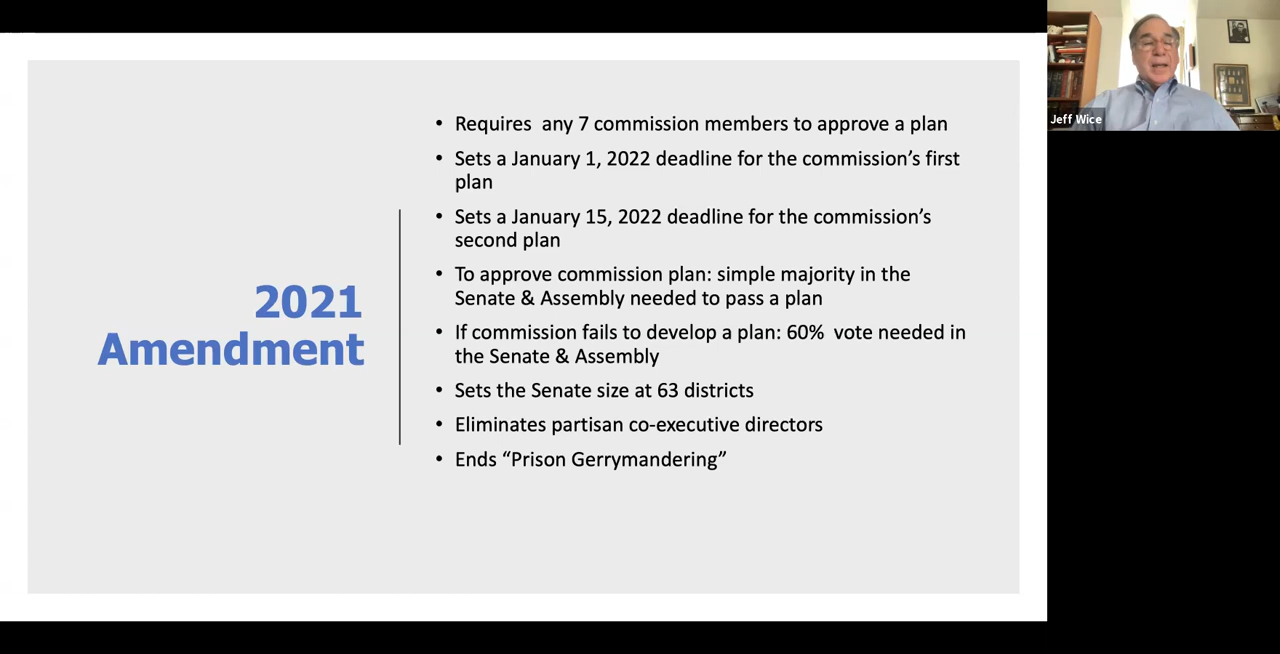 2021
Amendment
• Requires  any 7 commission members to approve a plan
• Sets a January 1, 2022 deadline for the commission’s first
plan
• Sets a January 15, 2022 deadline for the commission’s
second plan
• To approve commission plan: simple majority in the
Senate & Assembly needed to pass a plan
• If commission fails to develop a plan: 60%  vote needed in
the Senate & Assembly
• Sets the Senate size at 63 districts
• Eliminates partisan co-executive directors
• Ends “Prison Gerrymandering”
Jeff Wice